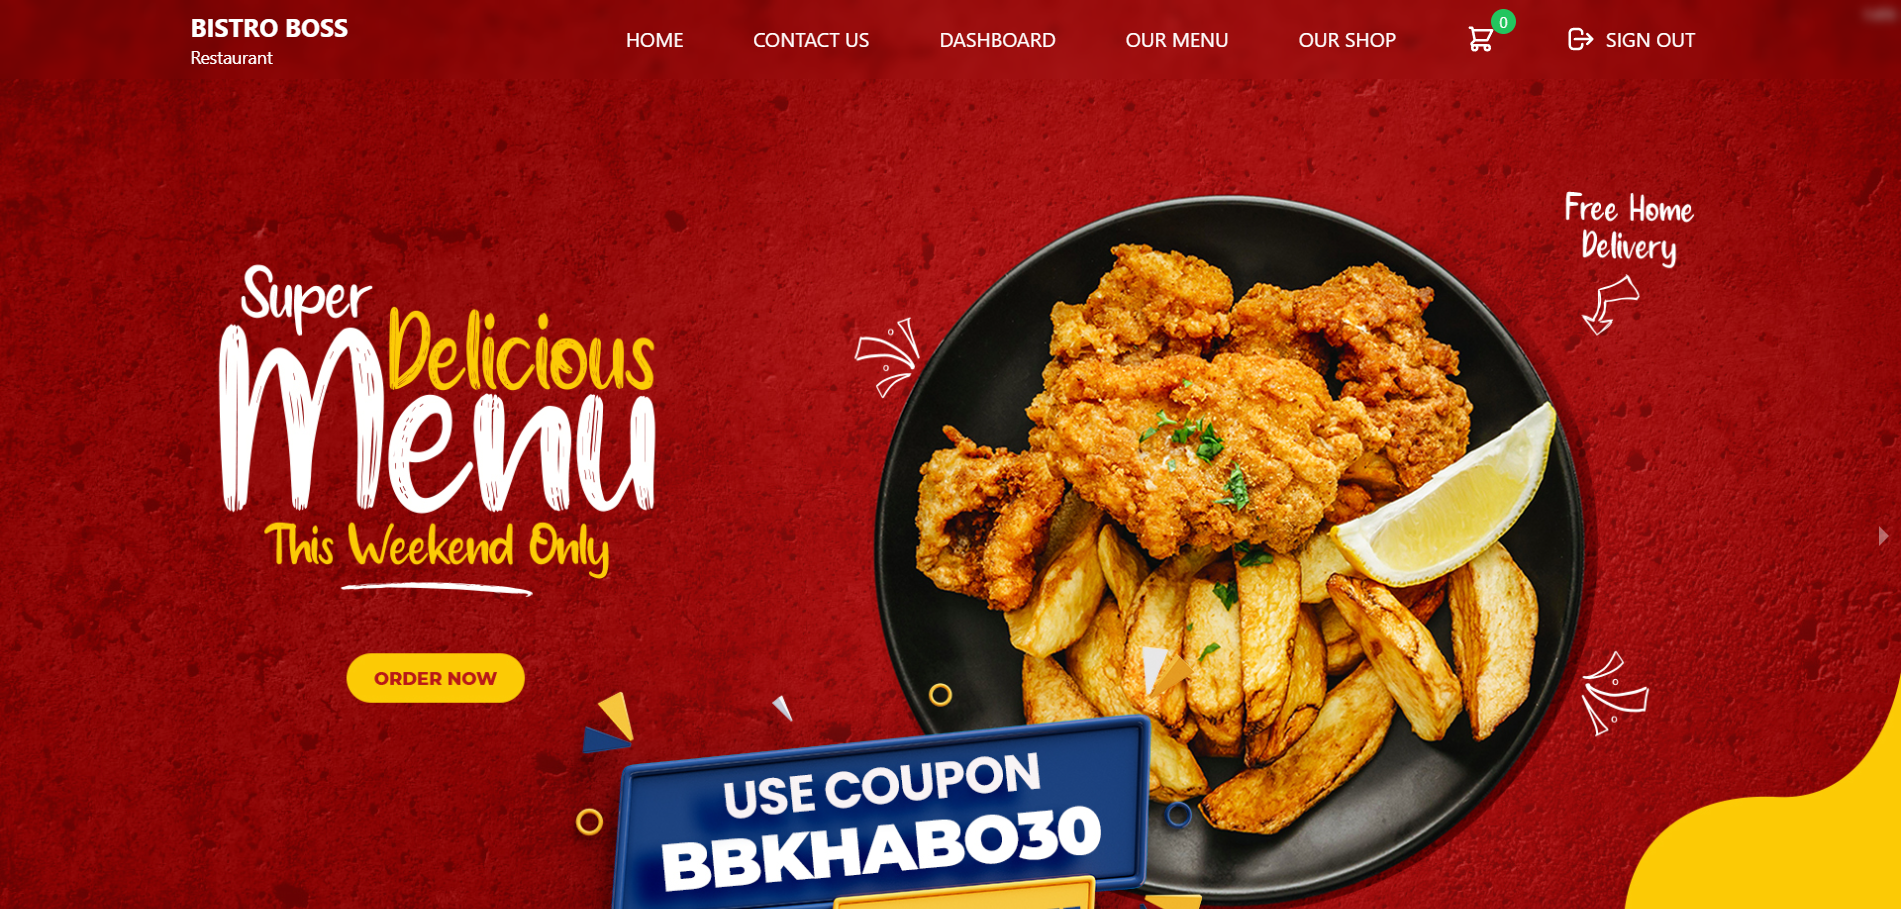 BISTRO BOSS
Restaurant
HOME
CONTACT US
DASHBOARD
OUR MENU
OUR SHOP
0
SIGN OUT
Free Home
Delivery
Super
Delicious
Menu
This Weekend Only
ORDER NOW
USE COUPON
BBKHABO30